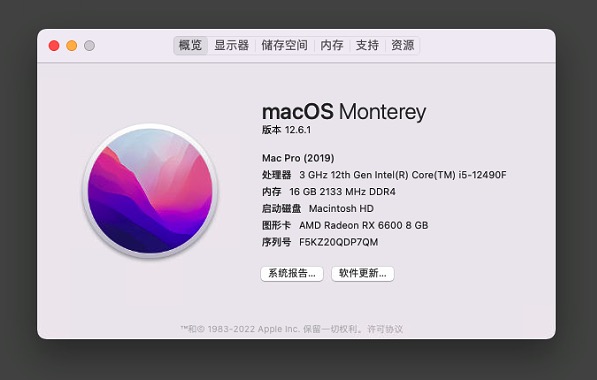 概览 显示器 储存空间 内存 支持 资源
macOS Monterey
版本 12.6.1
Mac Pro (2019)
处理器 3 GHz 12th Gen Intel(R) Core(TM) i5-12490F
内存 16 GB 2133 MHz DDR4
启动磁盘 Macintosh HD
图形卡 AMD Radeon RX 6600 8 GB
序列号 F5KZ20QDP7QM
系统报告... 软件更新...
™和© 1983-2022 Apple Inc. 保留一切权利。许可协议